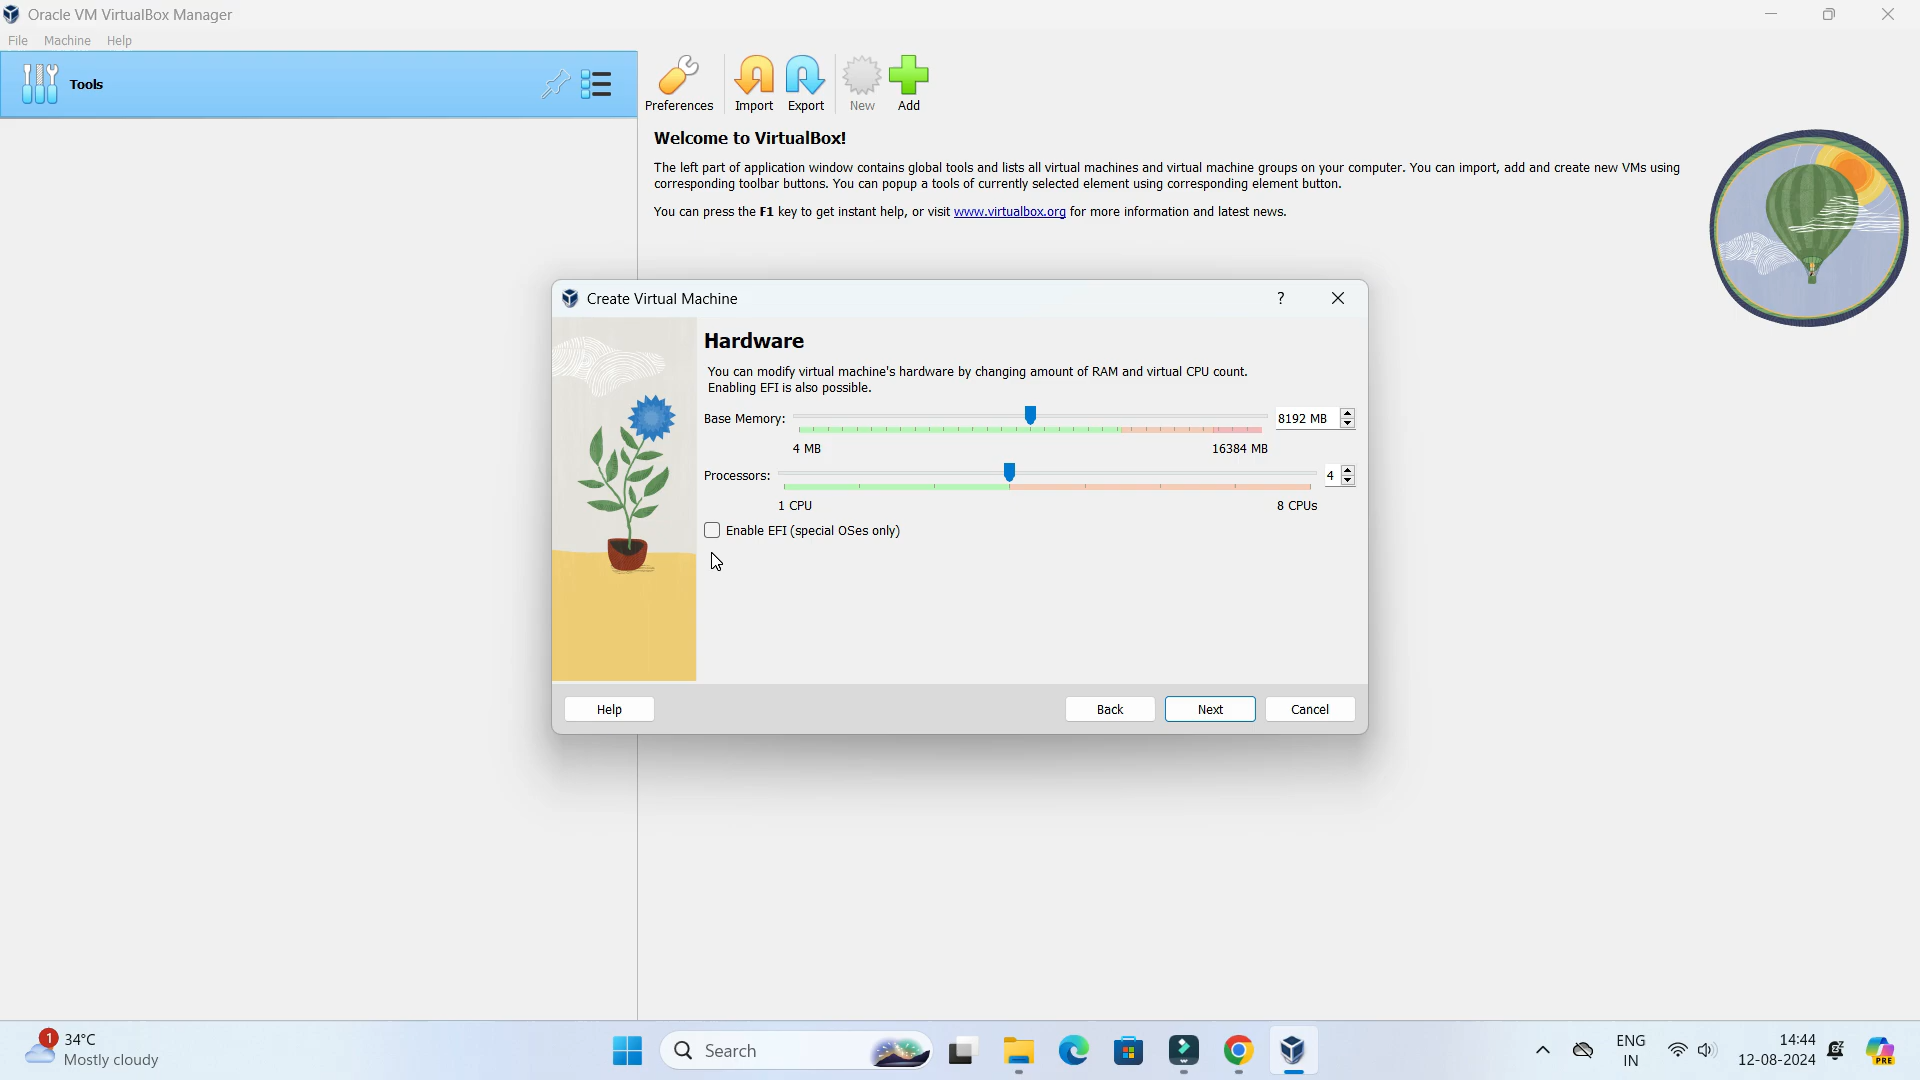 Oracle VM VirtualBox Manager
File Machine Help
Tools
Preferences Import Export New Add
Welcome to VirtualBox!
The left part of application window contains global tools and lists all virtual machines and virtual machine groups on your computer. You can import, add and create new VMs using
corresponding toolbar buttons. You can popup a tools of currently selected element using corresponding element button.
You can press the F1 key to get instant help, or visit www.virtualbox.org for more information and latest news.
Create Virtual Machine ?
Hardware
You can modify virtual machine's hardware by changing amount of RAM and virtual CPU count.
Enabling EFI is also possible.
Base Memory: 8192 MB
4 MB 16384 MB
Processors: 4
1 CPU 8 CPUs
Enable EFI (special OSes only)
Help Back Next Cancel
1 34°C
Mostly cloudy
Search
ENG
IN
14:44
12-08-2024
PRE